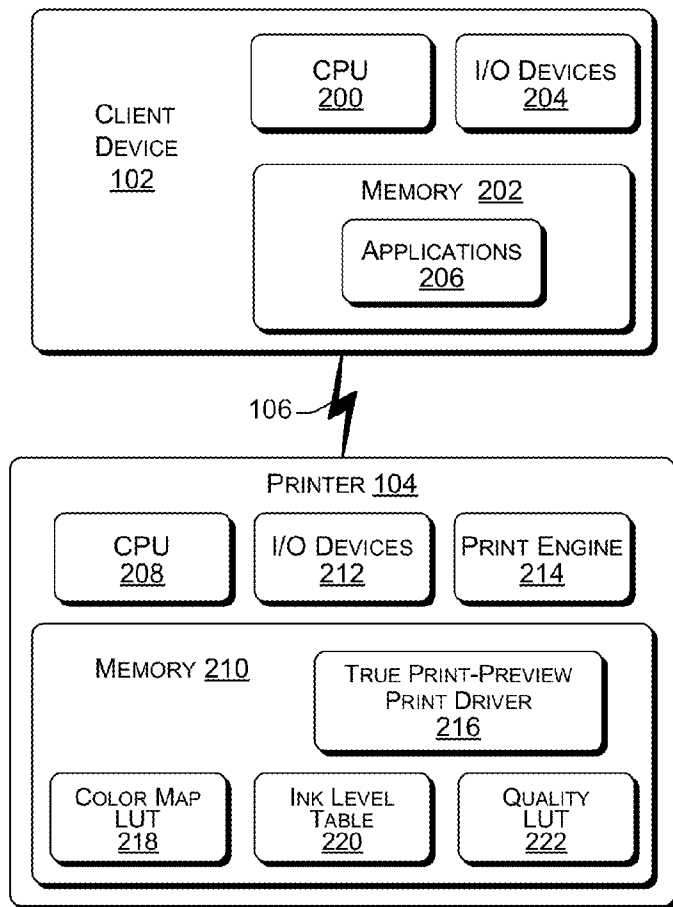 CLIENT
DEVICE
102
CPU
200
I/O DEVICES
204
MEMORY 202
APPLICATIONS
206
106
PRINTER 104
CPU
208
I/O DEVICES
212
PRINT ENGINE
214
MEMORY 210
TRUE PRINT-PREVIEW
PRINT DRIVER
216
COLOR MAP
LUT
218
INK LEVEL
TABLE
220
QUALITY
LUT
222